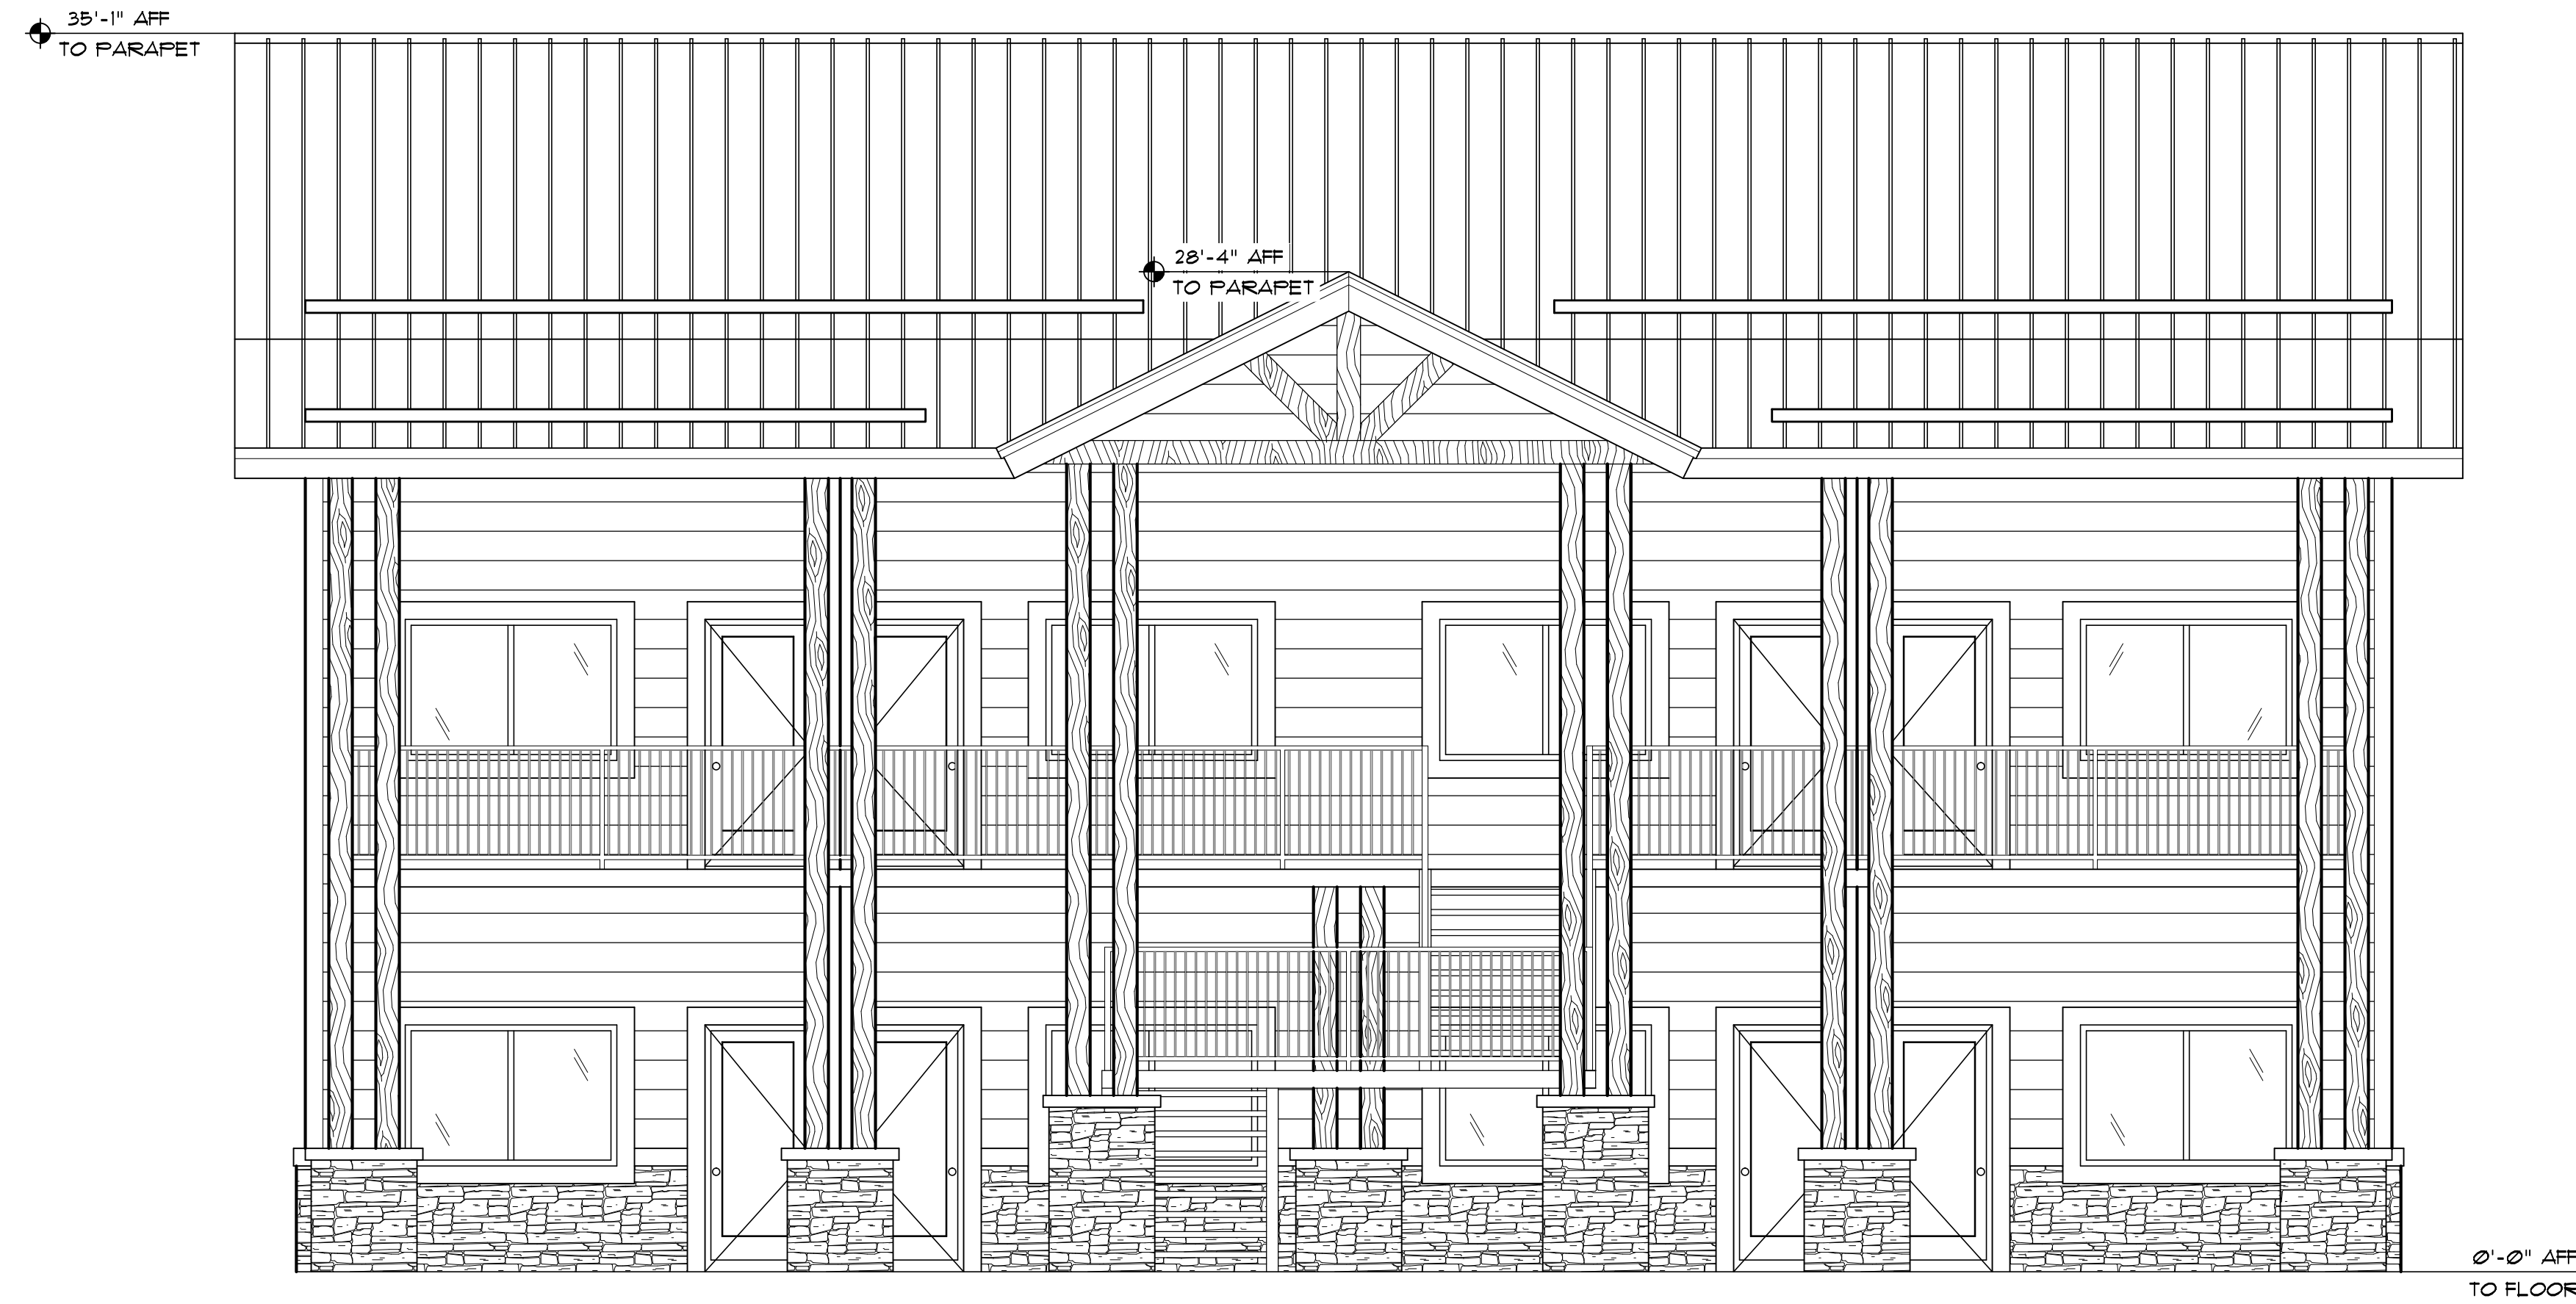 35'-1" AFF
TO PARAPET
28'-4" AFF
TO PARAPET
0'-0" AFF
TO FLOOR